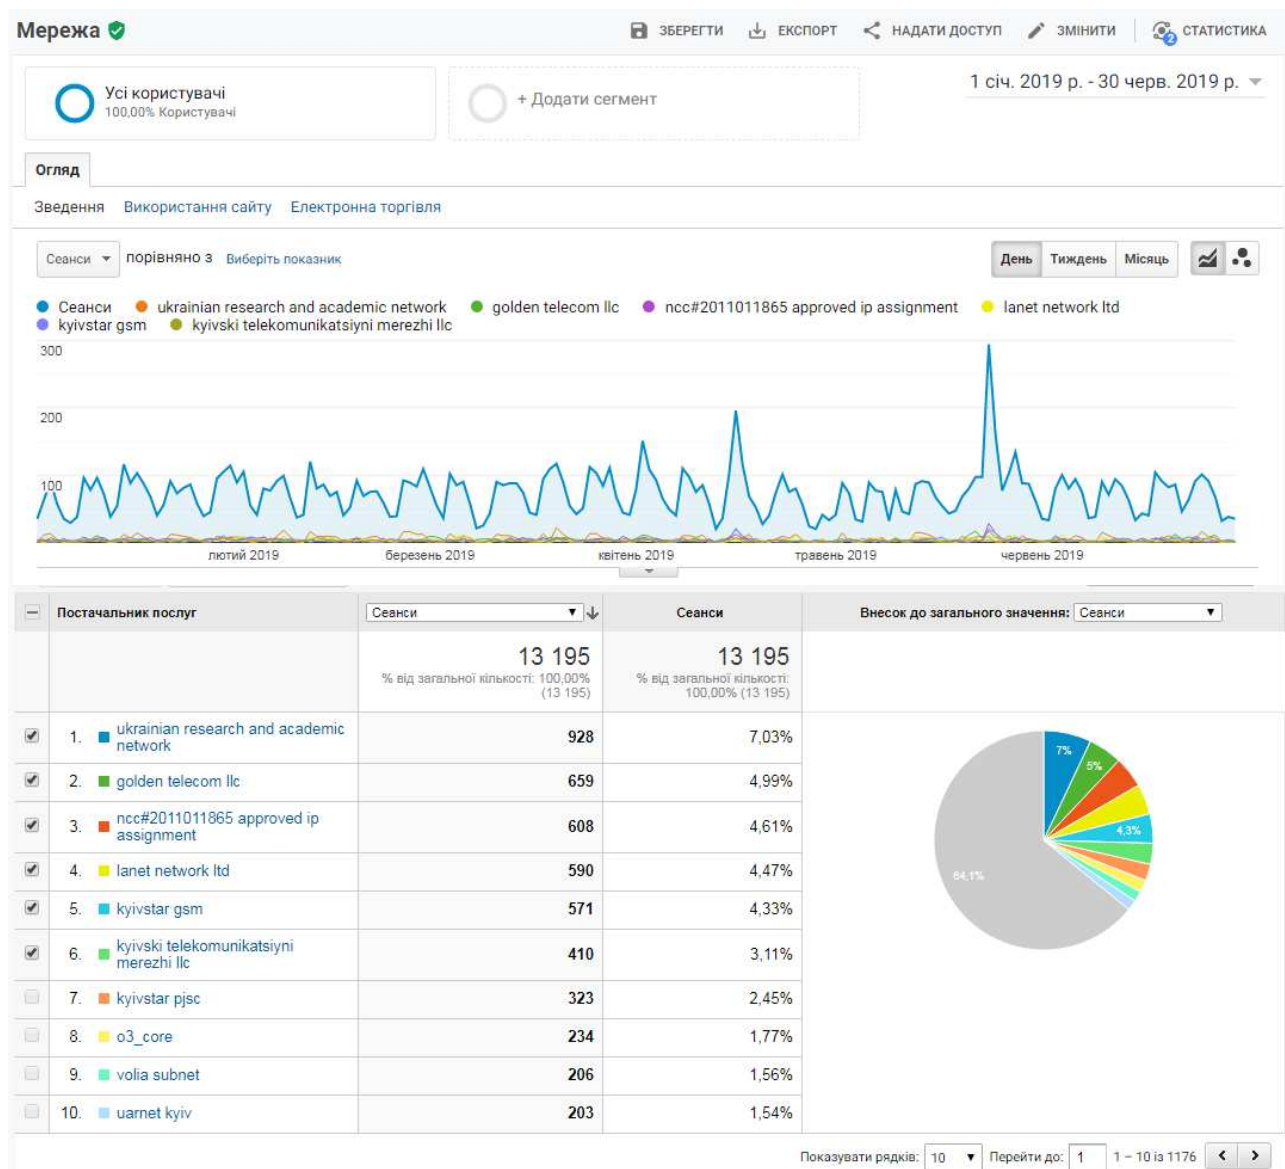 Мережа
ЗБЕРЕГТИ
ЕКСПОРТ
НАДАТИ ДОСТУП
ЗМІНИТИ
2
СТАТИСТИКА
Усі користувачі
100,00% Користувачі
+ Додати сегмент
1 січ. 2019 р. - 30 черв. 2019 р.
Огляд
Зведення Використання сайту Електронна торгівля
Сеанси порівняно з Виберіть показник
День Тиждень Місяць
Сеанси ukrainian research and academic network golden telecom llc ncc#2011011865 approved ip assignment lanet network ltd
kyivstar gsm kyivski telekomunikatsiyni merezhi llc
300
200
100
лютий 2019 березень 2019 квітень 2019 травень 2019 червень 2019
Постачальник послуг Сеанси Сеанси Внесок до загального значення: Сеанси
13 195 13 195
% від загальної кількості: 100,00% % від загальної кількості:
(13 195) 100,00% (13 195)
1. ukrainian research and academic
network 928 7,03%
2. golden telecom llc 659 4,99%
3. ncc#2011011865 approved ip
assignment 608 4,61%
4. lanet network ltd 590 4,47%
5. kyivstar gsm 571 4,33%
6. kyivski telekomunikatsiyni
merezhi llc 410 3,11%
7. kyivstar pjsc 323 2,45%
8. o3_core 234 1,77%
9. volia subnet 206 1,56%
10. uarnet kyiv 203 1,54%
7%
5%
4,3%
64,1%
Показувати рядків: 10 Перейти до: 1 1 – 10 із 1176